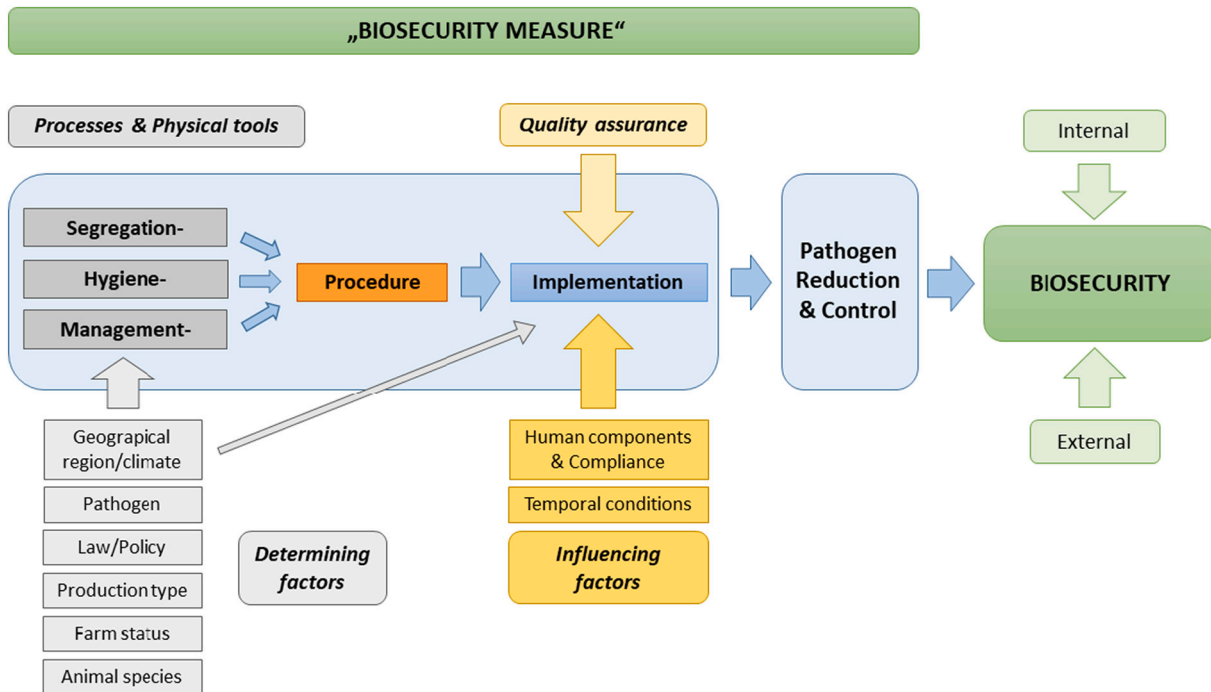 „BIOSECURITY MEASURE“
Processes & Physical tools
Quality assurance
Internal
Segregation-
Hygiene-
Management-
Procedure
Implementation
Pathogen
Reduction
& Control
BIOSECURITY
Geograpical
region/climate
Pathogen
Law/Policy
Production type
Farm status
Animal species
Determining
factors
Human components
& Compliance
Temporal conditions
Influencing
factors
External